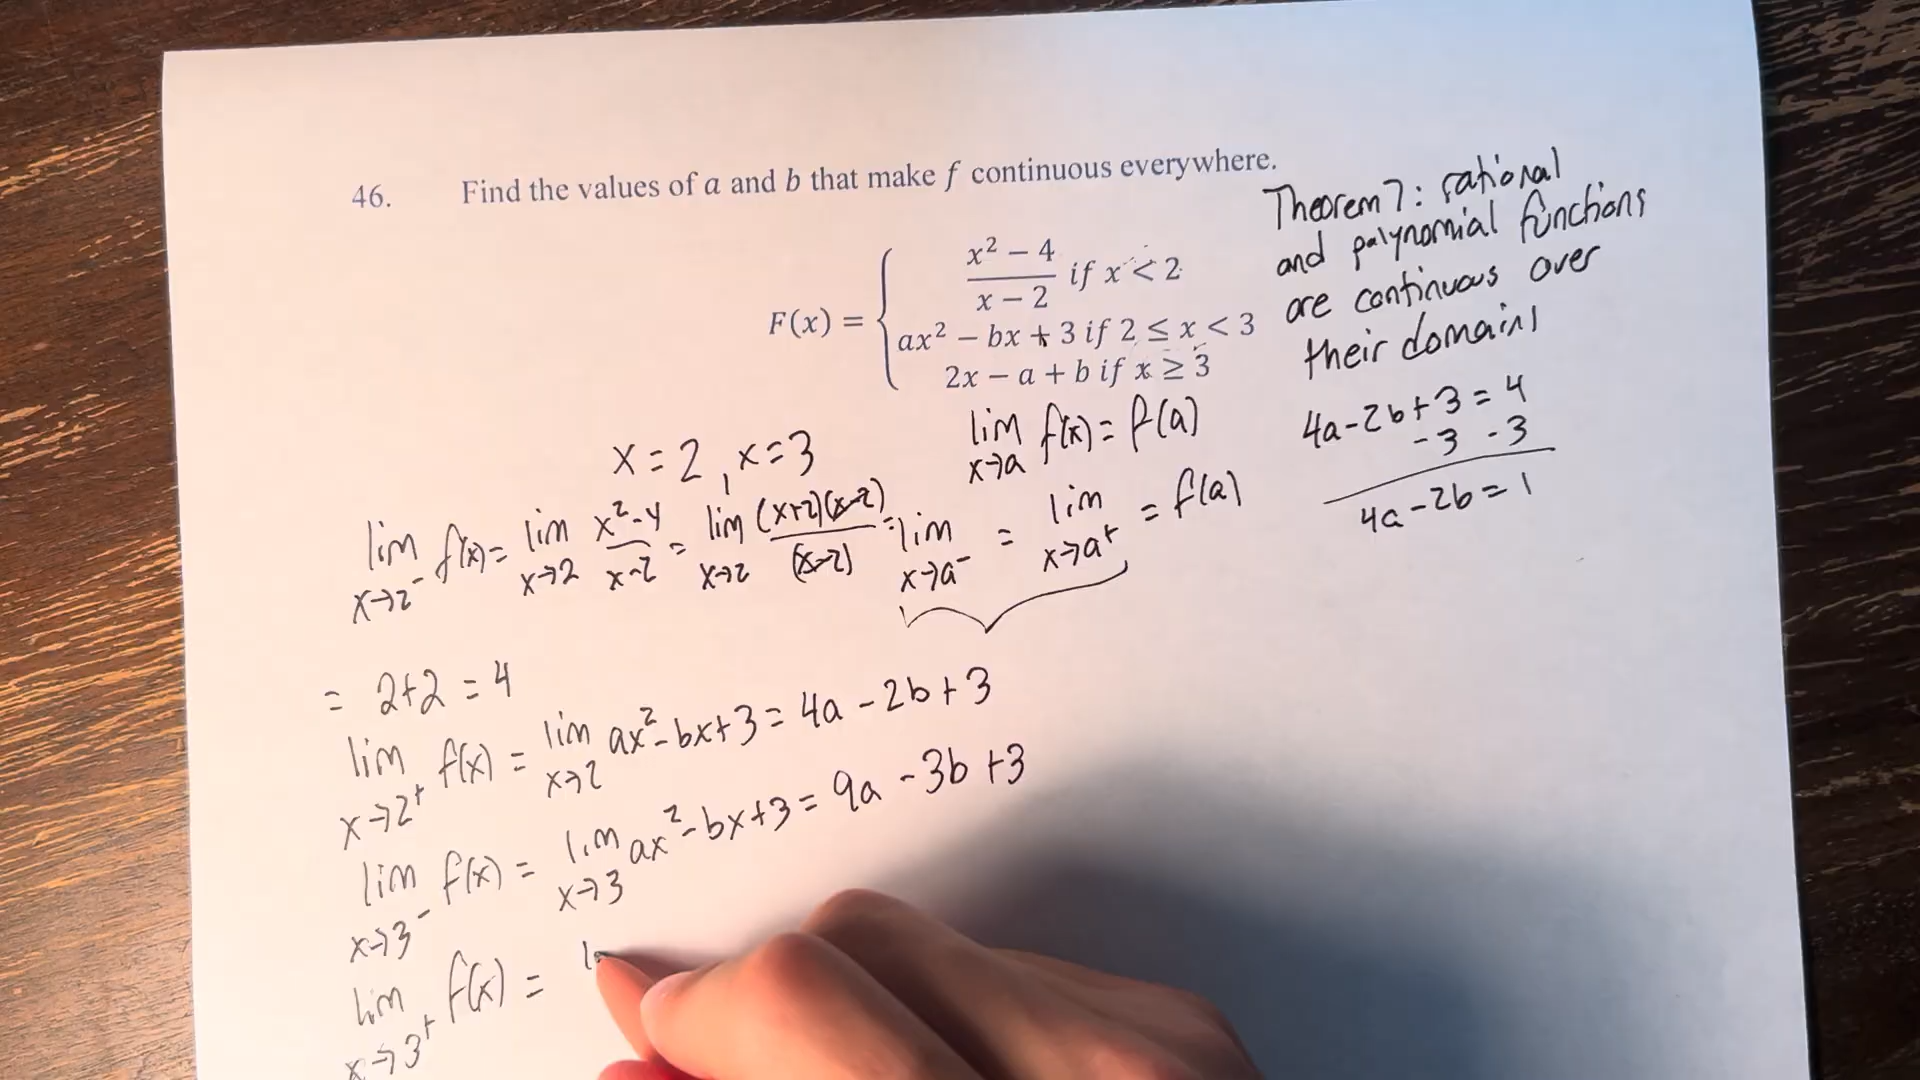 46. Find the values of a and b that make f continuous everywhere.
F(x) = { (x² − 4)/(x − 2) if x < 2
ax² − bx + 3 if 2 ≤ x < 3
2x − a + b if x ≥ 3
Theorem 7: rational
and polynomial functions
are continuous over
their domain
4a-2b+3=4
-3 -3
4a-2b=1
x=2, x=3
lim x→a f(x) = f(a)
lim x→a⁻ = lim x→a⁺ = f(a)
lim x→2⁻ f(x) = lim x→2 (x²-4)/(x-2) = lim x→2 (x+2)(x-2)/(x-2) =
= 2+2 = 4
lim x→2⁺ f(x) = lim x→2 ax²-bx+3 = 4a-2b+3
lim x→3⁻ f(x) = lim x→3 ax²-bx+3 = 9a-3b+3
lim x→3⁺ f(x) = l